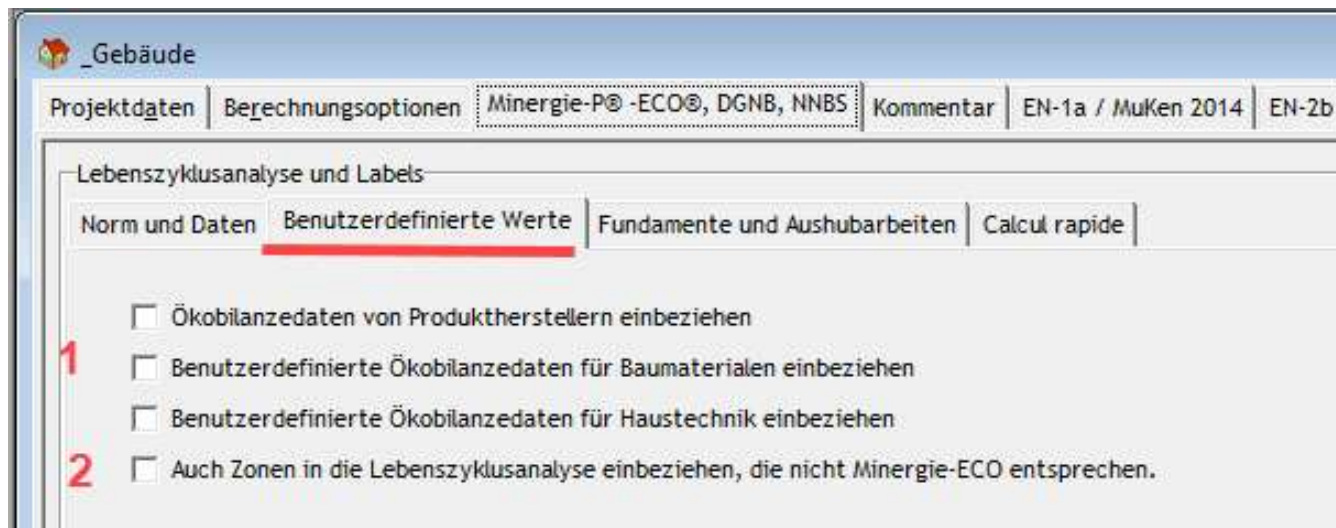 _Gebäude
Projektdaten Berechnungsoptionen Minergie-P® -ECO®, DGNB, NNBS Kommentar EN-1a / MuKen 2014 EN-2b
Lebenszyklusanalyse und Labels
Norm und Daten Benutzerdefinierte Werte Fundamente und Aushubarbeiten Calcul rapide
Ökobilanzedaten von Produktherstellern einbeziehen
1 Benutzerdefinierte Ökobilanzedaten für Baumaterialen einbeziehen
Benutzerdefinierte Ökobilanzedaten für Haustechnik einbeziehen
2 Auch Zonen in die Lebenszyklusanalyse einbeziehen, die nicht Minergie-ECO entsprechen.